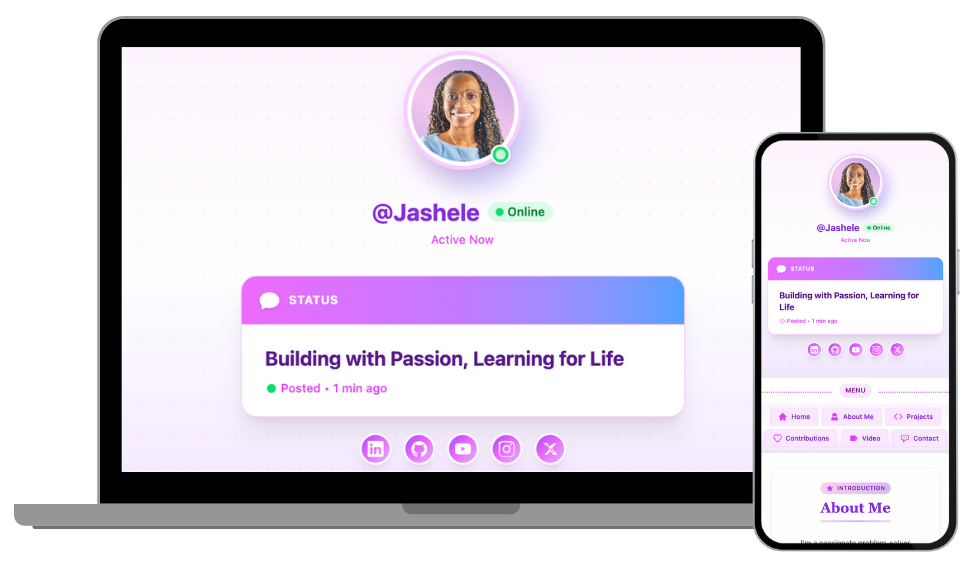 @Jashele
Online
Active Now
STATUS
Building with Passion, Learning for Life
Posted • 1 min ago
@Jashele
Online
Active Now
STATUS
Building with Passion, Learning for
Life
Posted • 1 min ago
MENU
Home
About Me
Projects
Contributions
Video
Contact
INTRODUCTION
About Me
I'm a passionate problem-solver